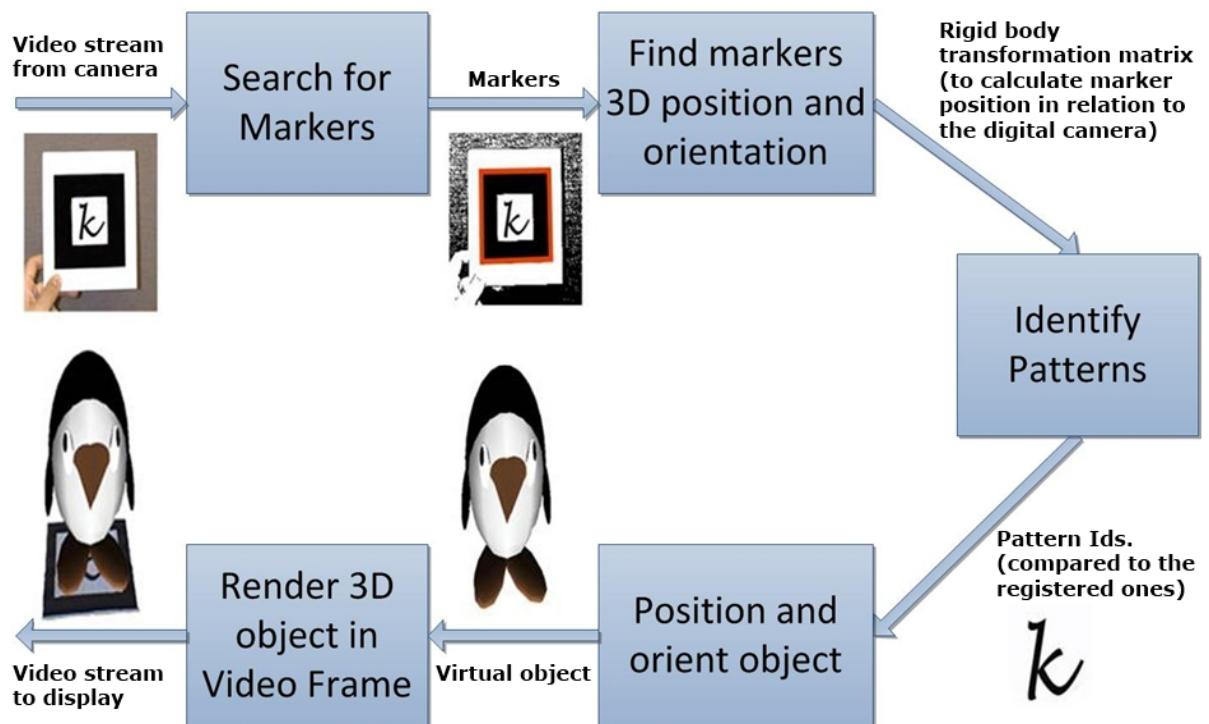 Video stream
from camera
Search for
Markers
Markers
Find markers
3D position and
orientation
Rigid body
transformation matrix
(to calculate marker
position in relation to
the digital camera)
k
k
Identify
Patterns
Pattern Ids.
(compared to the
registered ones)
k
Position and
orient object
Virtual object
Render 3D
object in
Video Frame
Video stream
to display